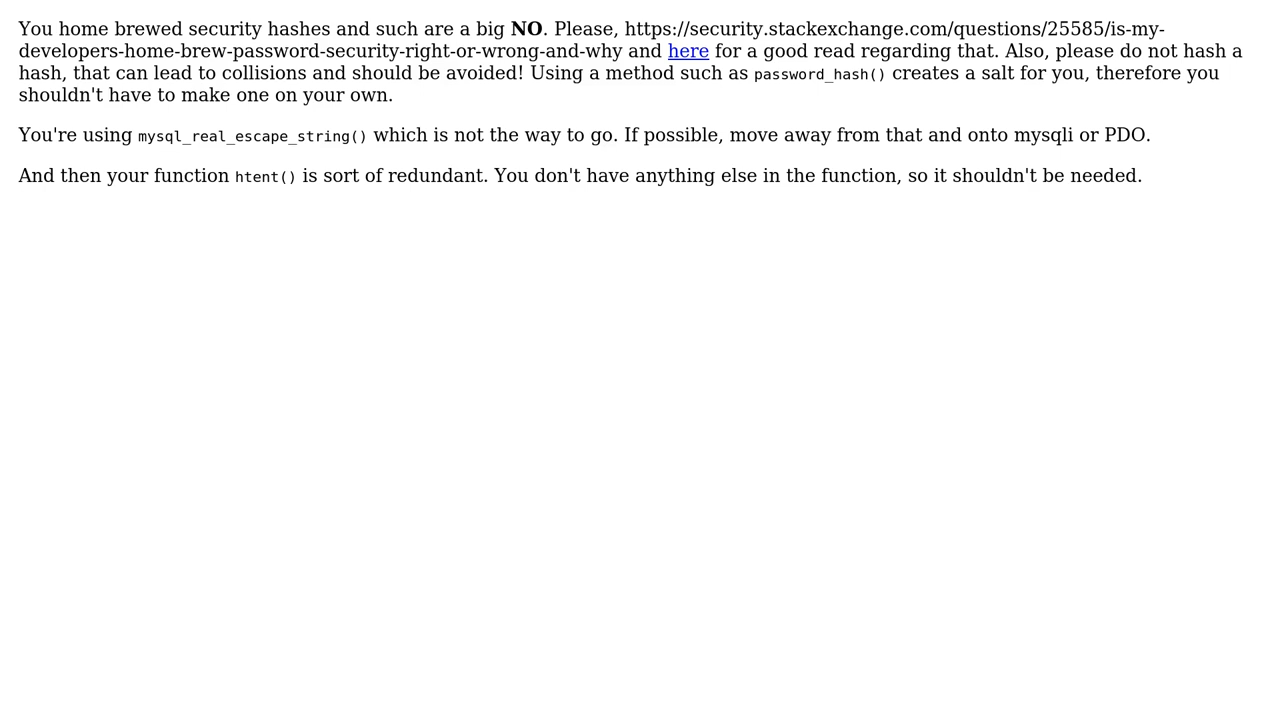 You home brewed security hashes and such are a big NO. Please, https://security.stackexchange.com/questions/25585/is-my-
developers-home-brew-password-security-right-or-wrong-and-why and here for a good read regarding that. Also, please do not hash a
hash, that can lead to collisions and should be avoided! Using a method such as password_hash() creates a salt for you, therefore you
shouldn't have to make one on your own.
You're using mysql_real_escape_string() which is not the way to go. If possible, move away from that and onto mysqli or PDO.
And then your function htent() is sort of redundant. You don't have anything else in the function, so it shouldn't be needed.